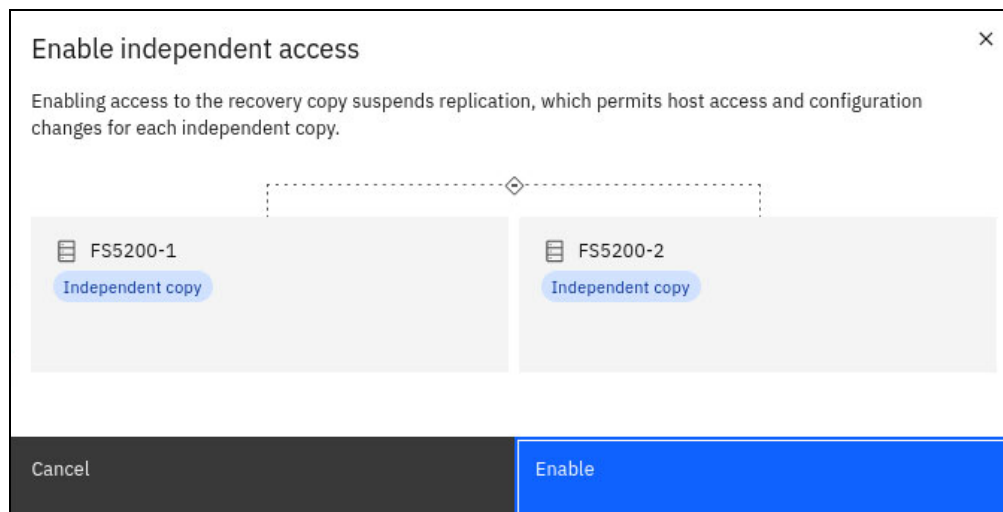 Enable independent access
Enabling access to the recovery copy suspends replication, which permits host access and configuration
changes for each independent copy.
FS5200-1
Independent copy
FS5200-2
Independent copy
Cancel
Enable